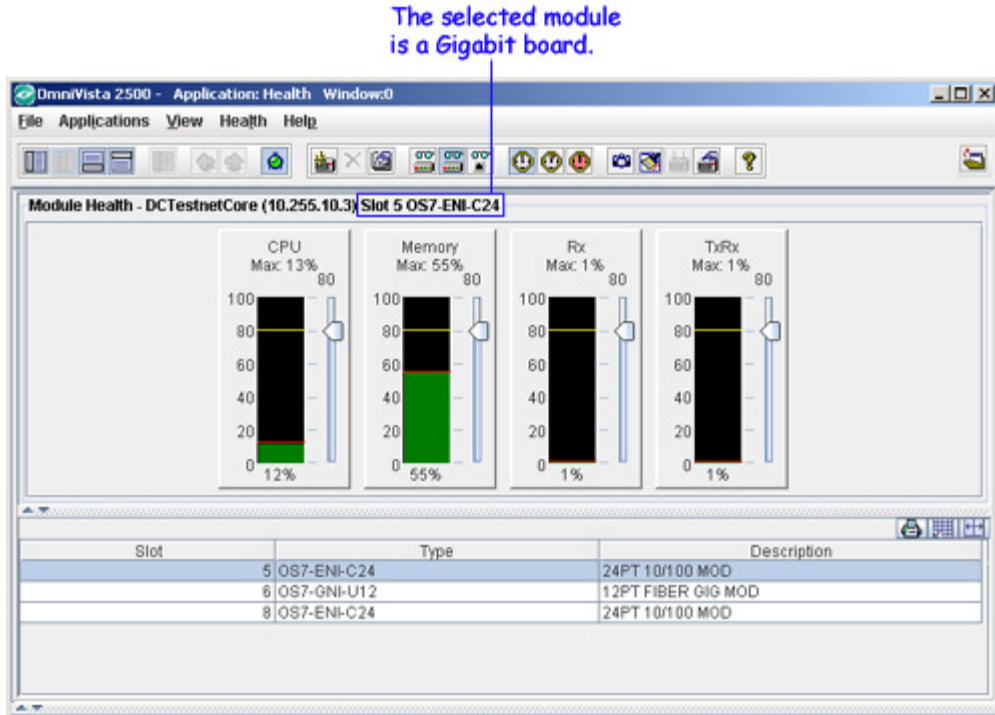 The selected module
is a Gigabit board.
OmniVista 2500 - Application: Health Window:0
File Applications View Health Help
Module Health - DCTestnetCore (10.255.10.3) Slot 5 OS7-ENI-C24
CPU
Max: 13%
80
100
80
60
40
20
0
12%
Memory
Max: 55%
80
100
80
60
40
20
0
55%
Rx
Max: 1%
80
100
80
60
40
20
0
1%
TxRx
Max: 1%
80
100
80
60
40
20
0
1%
Slot Type Description
5 OS7-ENI-C24 24PT 10/100 MOD
6 OS7-GNI-U12 12PT FIBER GIG MOD
8 OS7-ENI-C24 24PT 10/100 MOD